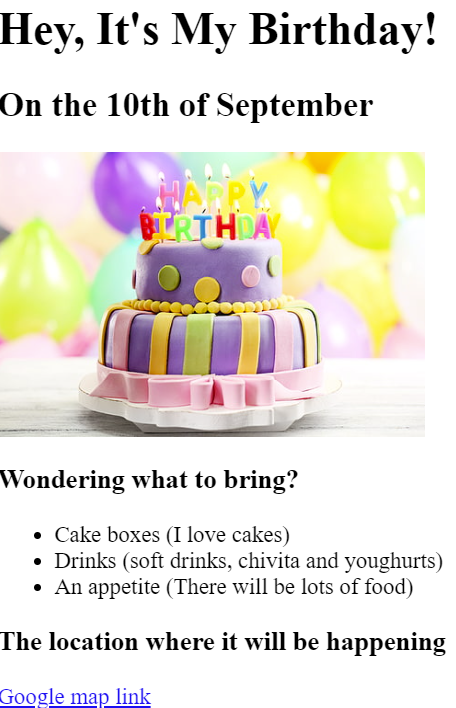 Hey, It's My Birthday!
On the 10th of September
HAPPY
BIRTHDAY
Wondering what to bring?
Cake boxes (I love cakes)
Drinks (soft drinks, chivita and youghurts)
An appetite (There will be lots of food)
The location where it will be happening
Google map link